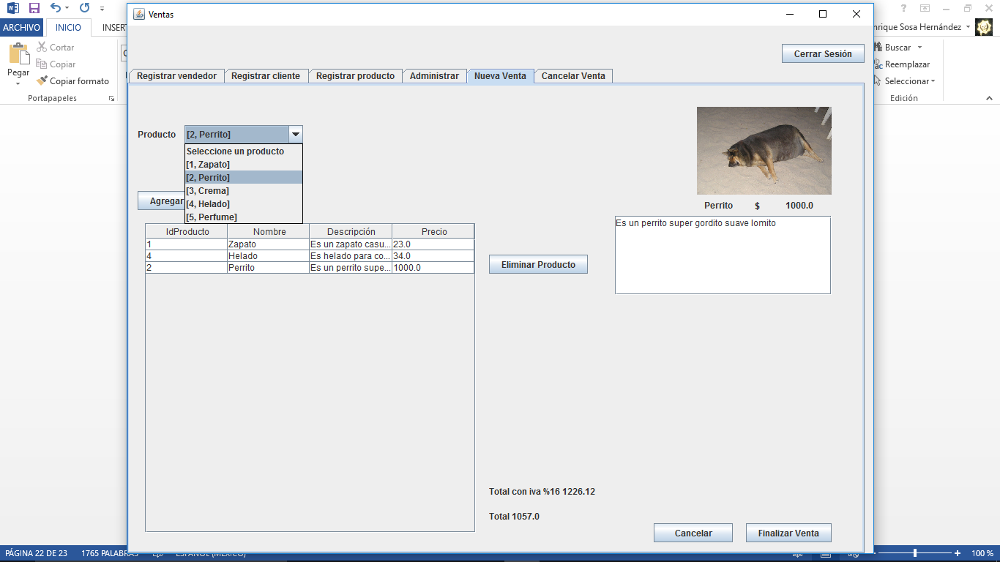 Ventas
ARCHIVO INICIO INSERT
nrique Sosa Hernández
Cortar
Copiar
Pegar
Copiar formato
Portapapeles
Buscar
Reemplazar
Seleccionar
Edición
Cerrar Sesión
Registrar vendedor Registrar cliente Registrar producto Administrar Nueva Venta Cancelar Venta
Producto [2, Perrito]
Seleccione un producto
[1, Zapato]
[2, Perrito]
[3, Crema]
[4, Helado]
[5, Perfume]
Agregar
Perrito $ 1000.0
Es un perrito super gordito suave lomito
IdProducto Nombre Descripción Precio
1 Zapato Es un zapato casu... 23.0
4 Helado Es helado para co... 34.0
2 Perrito Es un perrito supe... 1000.0
Eliminar Producto
Total con iva %16 1226.12
Total 1057.0
Cancelar Finalizar Venta
PÁGINA 22 DE 23 1765 PALABRAS ESPAÑOL (MÉXICO) 100 %